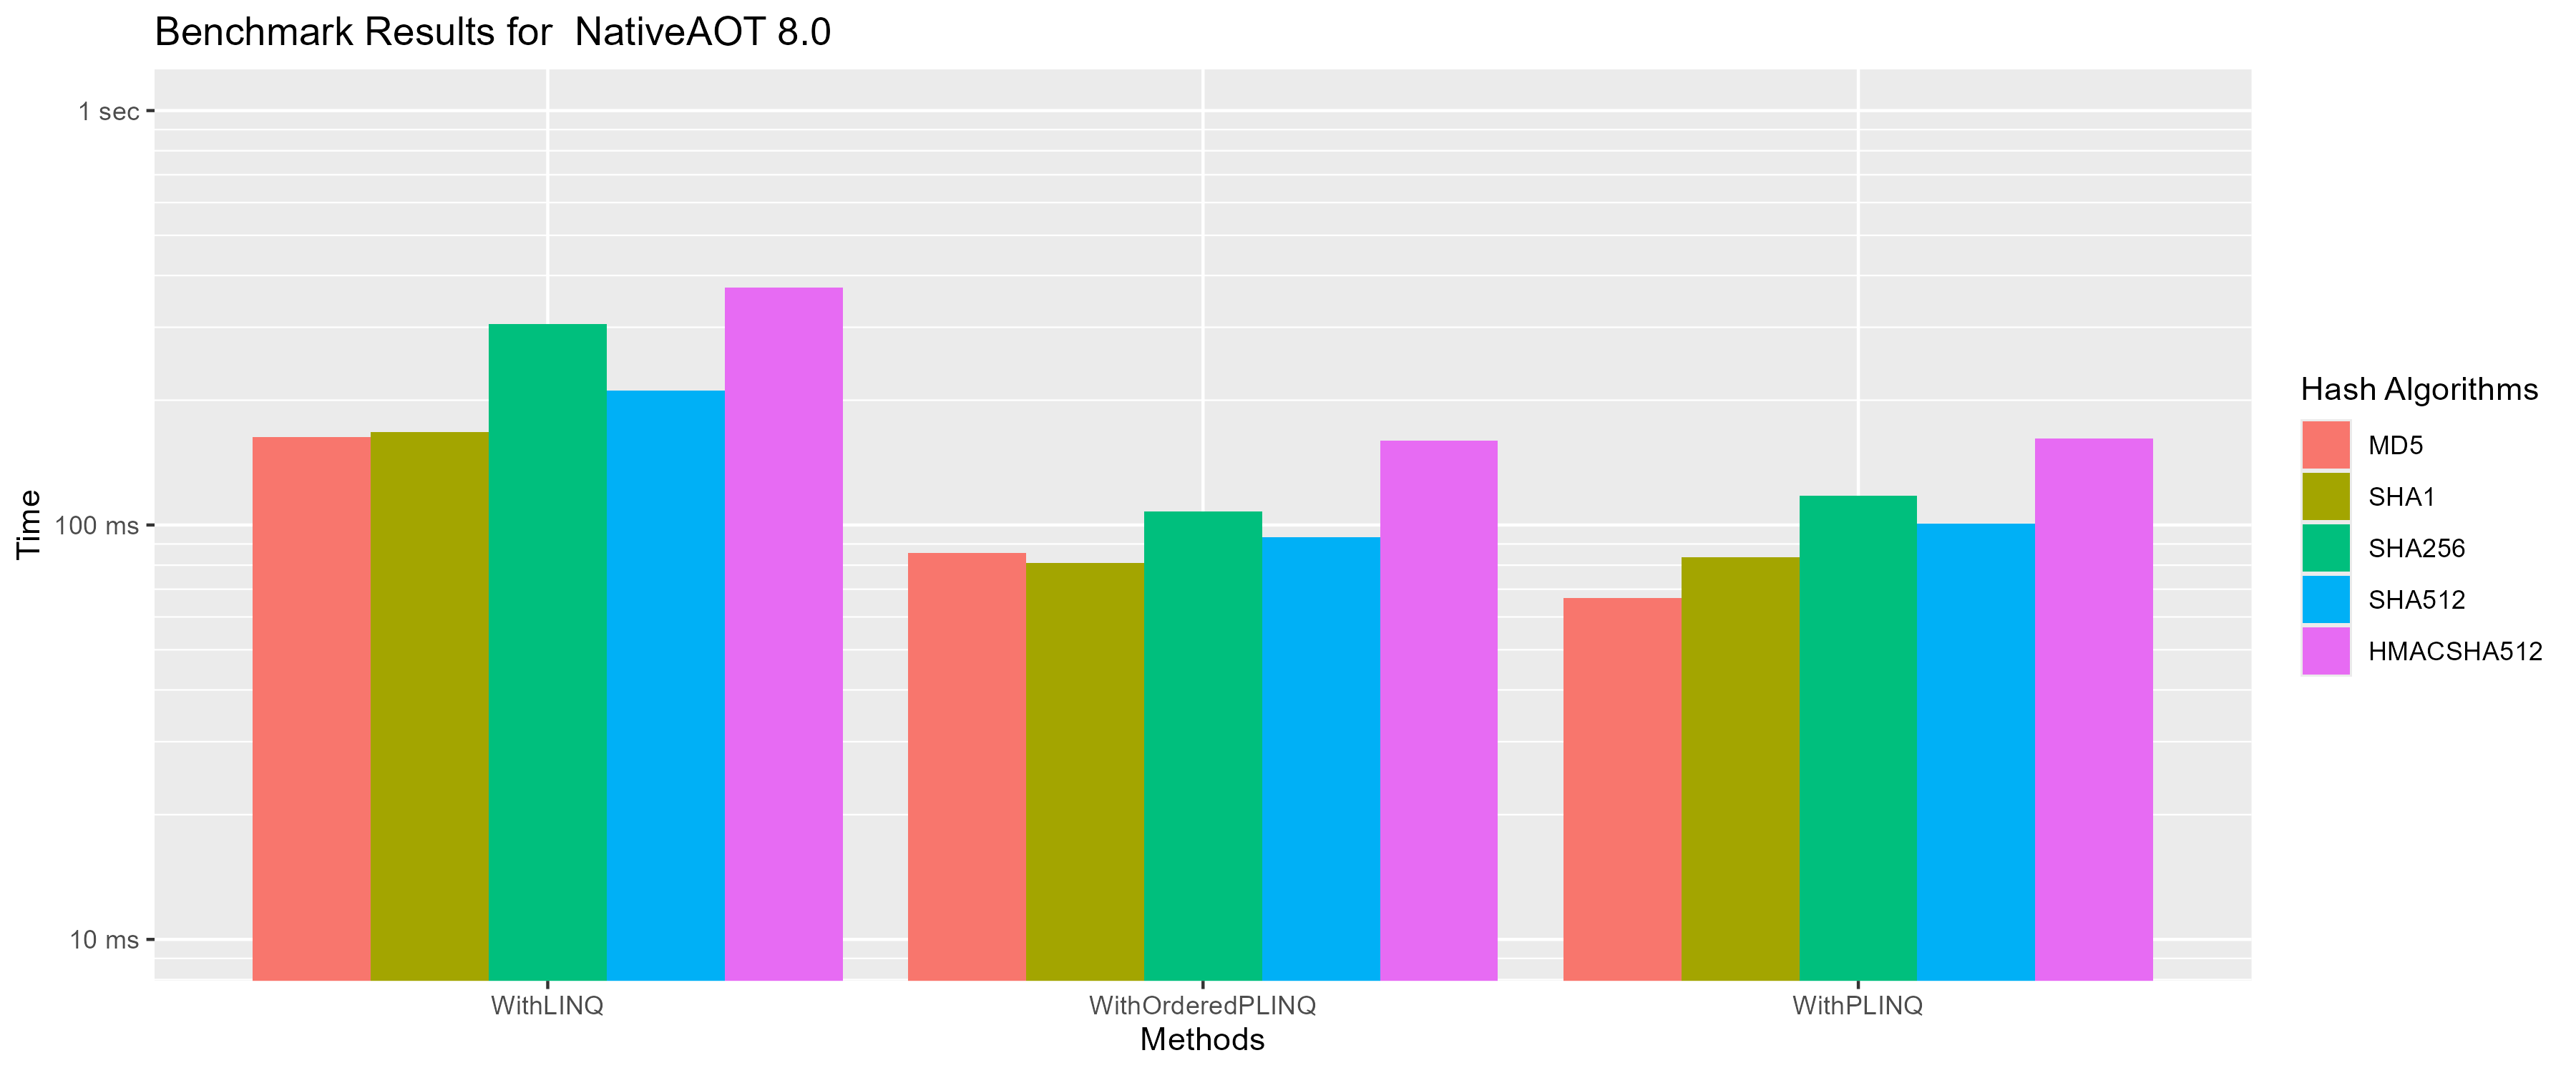 Benchmark Results for  NativeAOT 8.0
1 sec
100 ms
10 ms
Time
WithLINQ
WithOrderedPLINQ
WithPLINQ
Methods
Hash Algorithms
MD5
SHA1
SHA256
SHA512
HMACSHA512